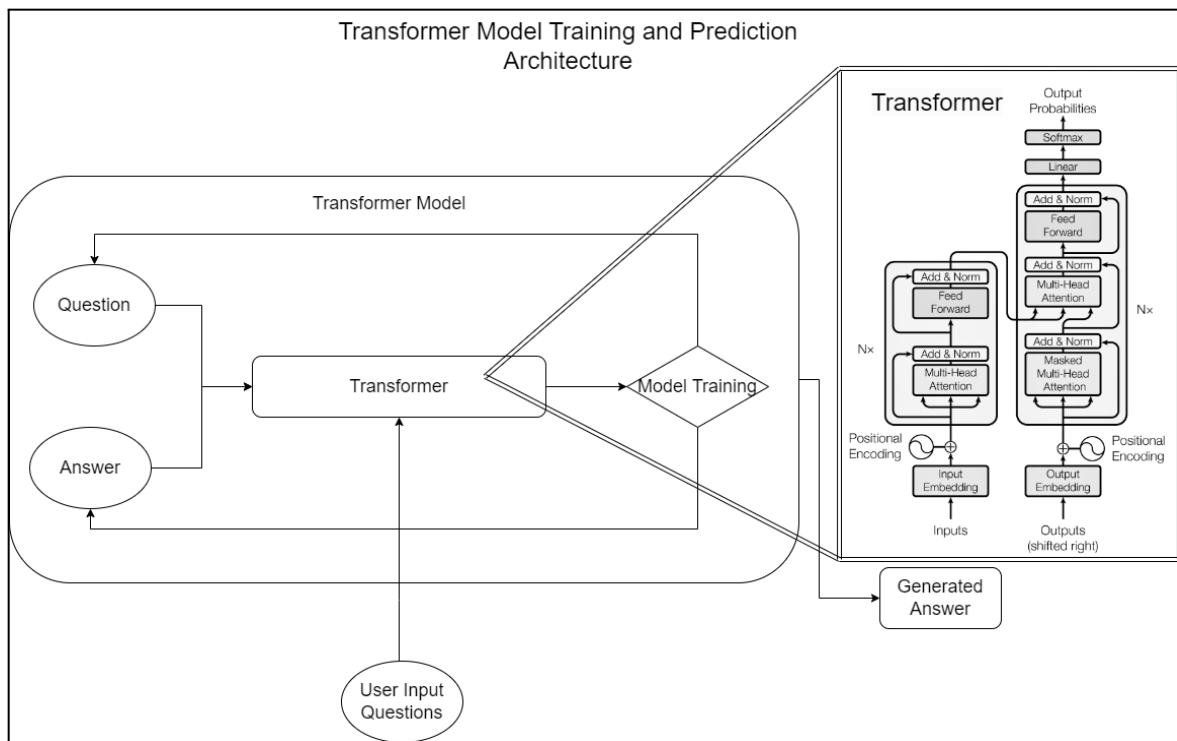 Transformer Model Training and Prediction
Architecture
Transformer Model
Question
Answer
Transformer
Model Training
User Input
Questions
Generated
Answer
Transformer
Output
Probabilities
Softmax
Linear
Add & Norm
Feed
Forward
Add & Norm
Multi-Head
Attention
Add & Norm
Masked
Multi-Head
Attention
N×
Positional
Encoding
Output
Embedding
Outputs
(shifted right)
Add & Norm
Feed
Forward
Add & Norm
Multi-Head
Attention
N×
Positional
Encoding
Input
Embedding
Inputs